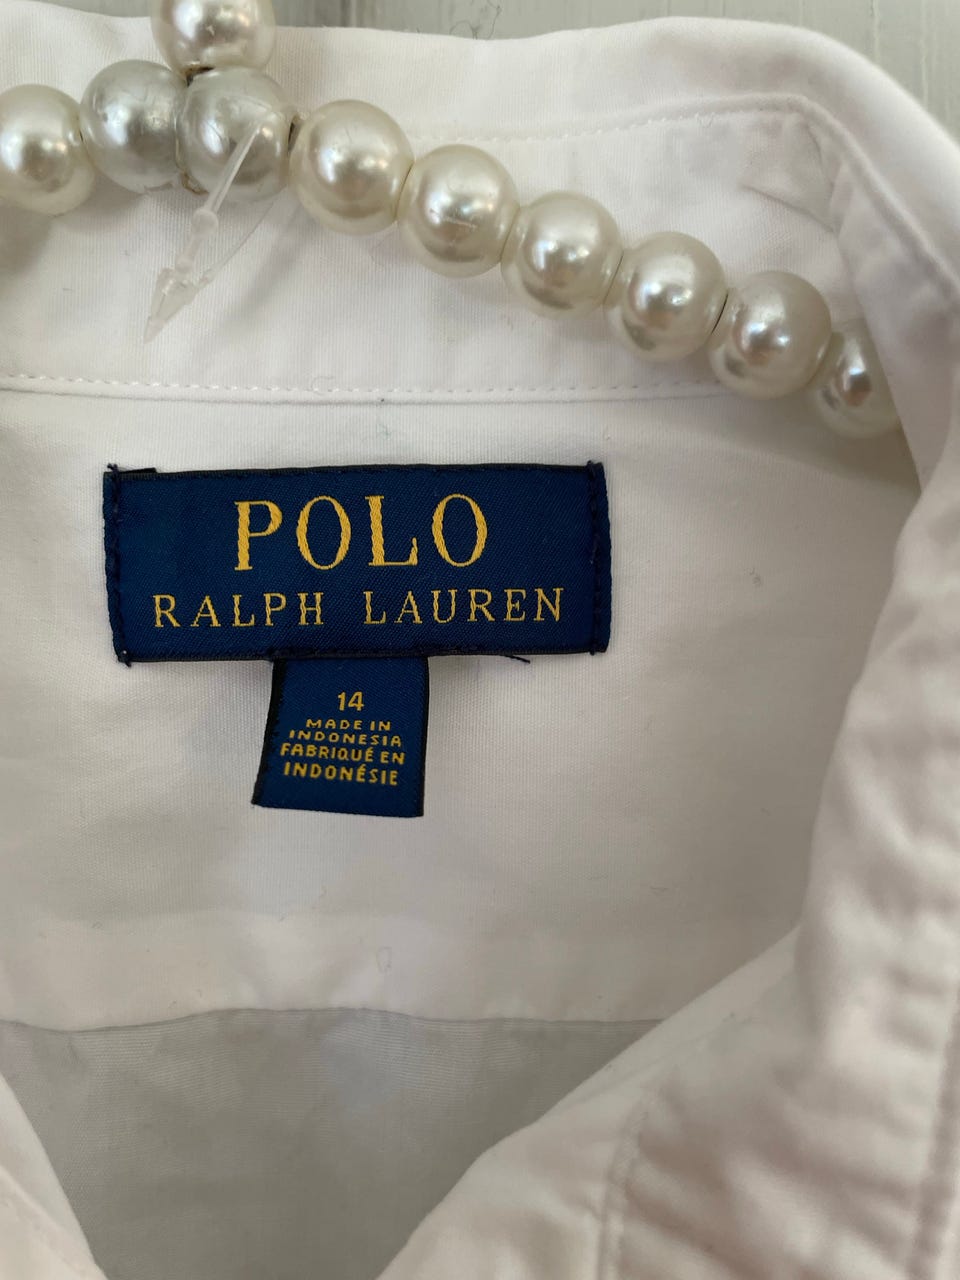 POLO
RALPH LAUREN
14
MADE IN
INDONESIA
FABRIQUÉ EN
INDONÉSIE